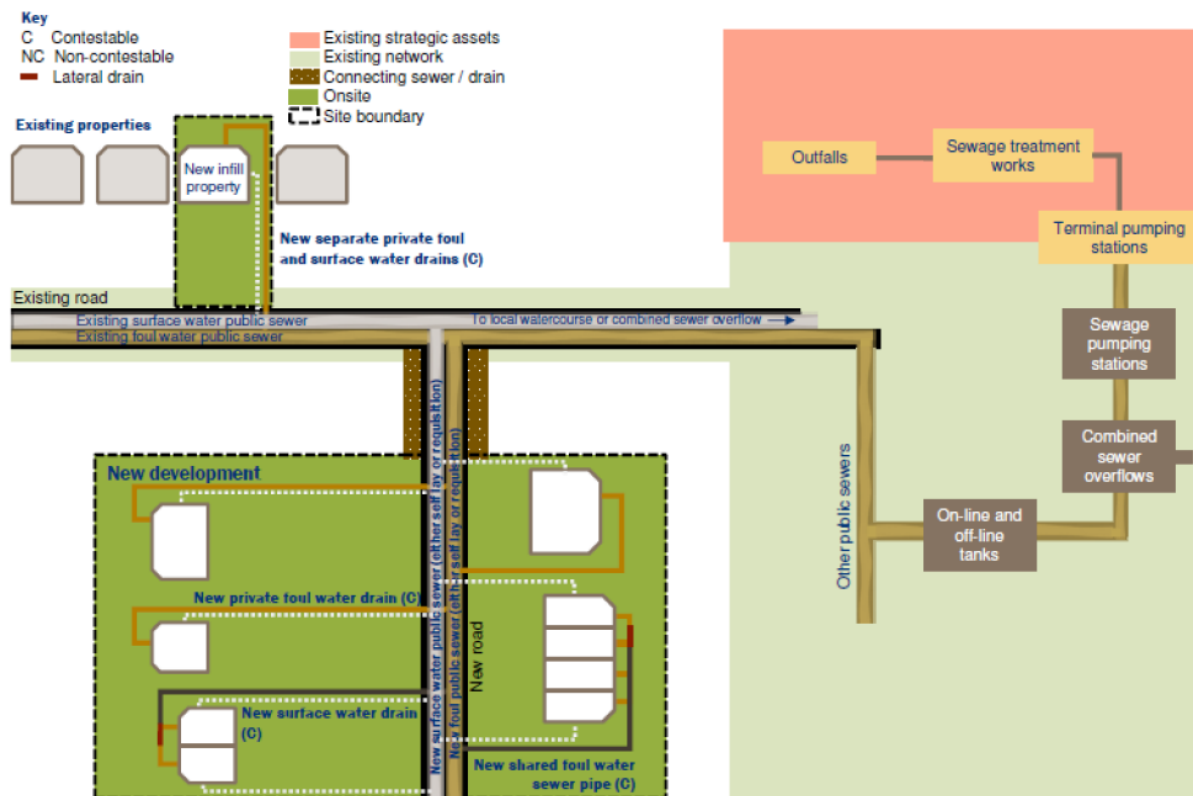 Key
C Contestable
NC Non-contestable
Lateral drain
Existing strategic assets
Existing network
Connecting sewer / drain
Onsite
Site boundary
Existing properties
New infill
property
New separate private foul
and surface water drains (C)
Outfalls
Sewage treatment
works
Terminal pumping
stations
Sewage
pumping
stations
Combined
sewer
overflows
On-line and
off-line
tanks
Other public sewers
Existing road
Existing surface water public sewer
To local watercourse or combined sewer overflow →
Existing foul water public sewer
New development
New surface water public sewer (either self lay or requisition)
New foul public sewer (either self lay or requisition)
New road
New private foul water drain (C)
New surface water drain
(C)
New shared foul water
sewer pipe (C)